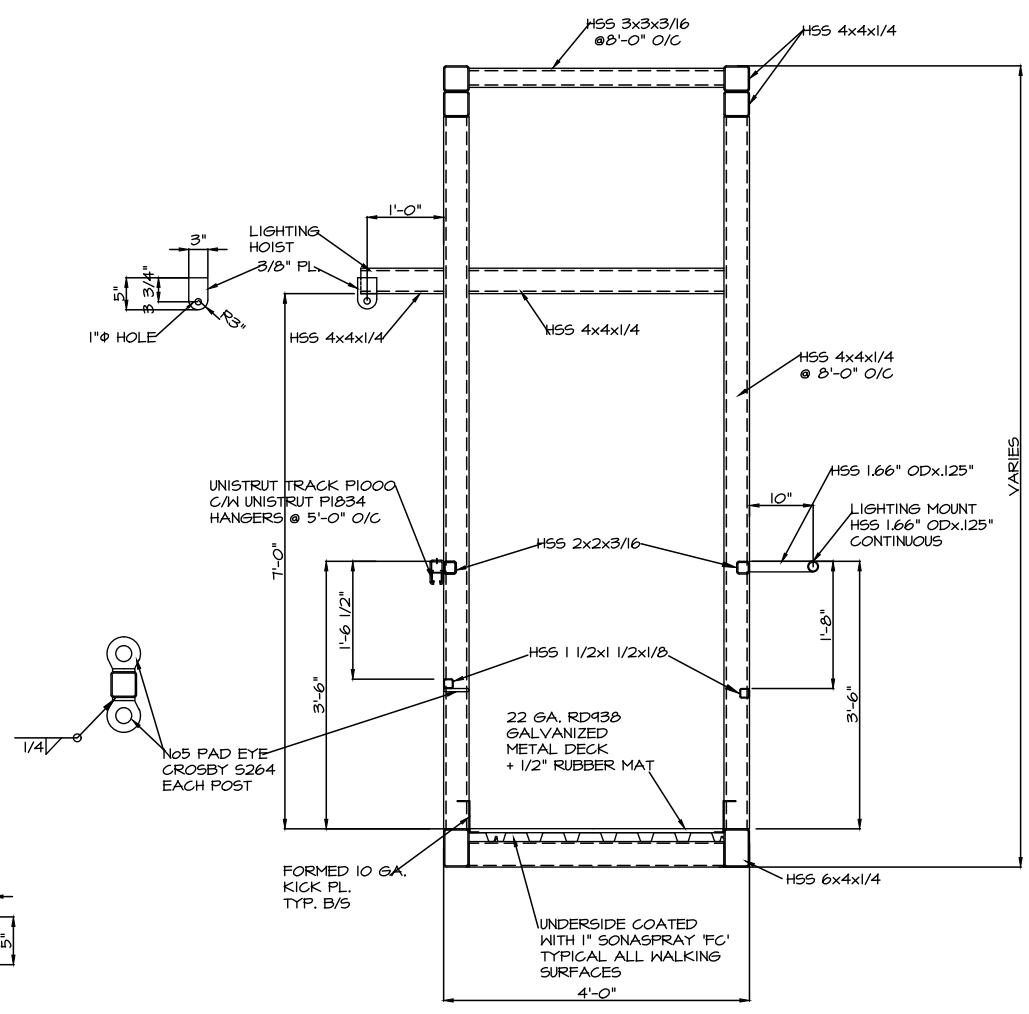 HSS 3x3x3/16
@8'-0" O/C
HSS 4x4x1/4
1'-0"
LIGHTING
HOIST
3/8" PL.
3"
5"
3 3/4"
R3"
1"Φ HOLE
HSS 4x4x1/4
HSS 4x4x1/4
HSS 4x4x1/4
@ 8'-0" O/C
VARIES
UNISTRUT TRACK P1000
C/W UNISTRUT P1834
HANGERS @ 5'-0" O/C
HSS 1.66" ODx.125"
10"
LIGHTING MOUNT
HSS 1.66" ODx.125"
CONTINUOUS
7'-0"
HSS 2x2x3/16
1'-6 1/2"
1'-8"
HSS 1 1/2x1 1/2x1/8
3'-6"
3'-6"
22 GA. RD938
GALVANIZED
METAL DECK
+ 1/2" RUBBER MAT
1/4
No5 PAD EYE
CROSBY S264
EACH POST
FORMED 10 GA.
KICK PL.
TYP. B/S
HSS 6x4x1/4
5"
UNDERSIDE COATED
WITH 1" SONASPRAY 'FC'
TYPICAL ALL WALKING
SURFACES
4'-0"